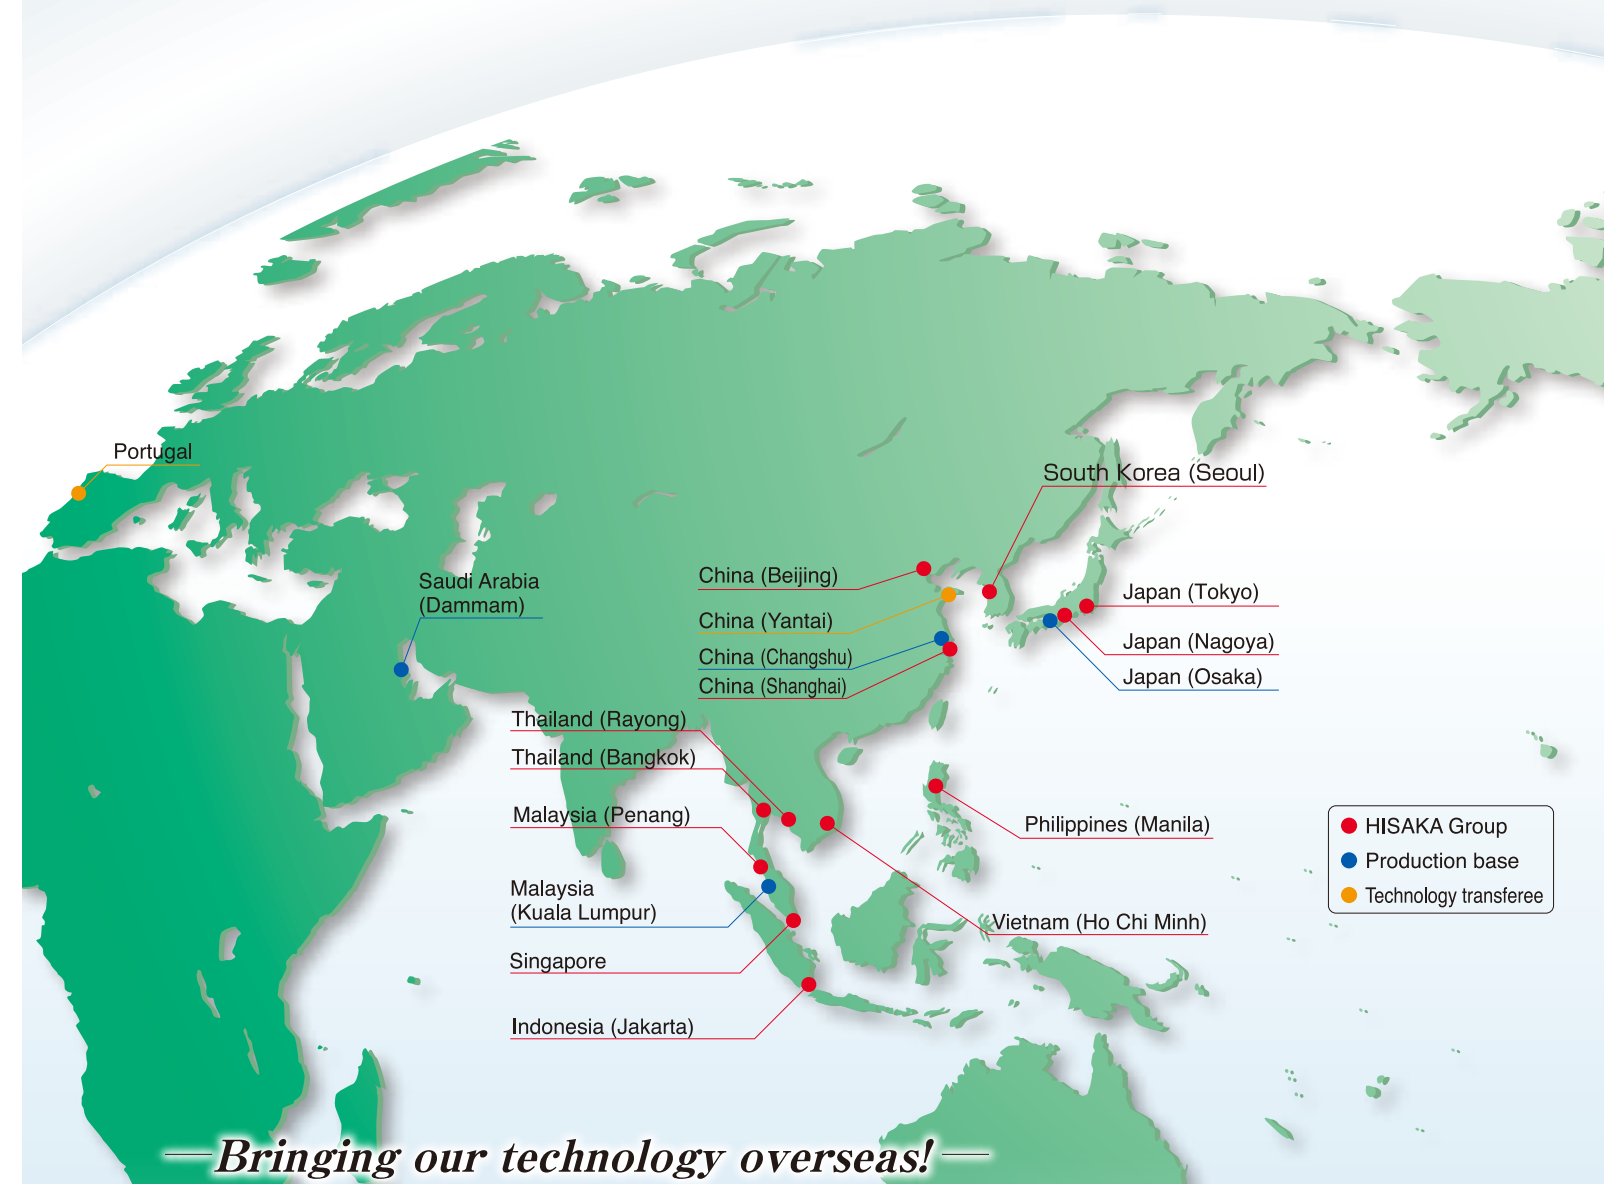 Portugal
South Korea (Seoul)
Saudi Arabia
(Dammam)
China (Beijing)
China (Yantai)
China (Changshu)
China (Shanghai)
Japan (Tokyo)
Japan (Nagoya)
Japan (Osaka)
Thailand (Rayong)
Thailand (Bangkok)
Malaysia (Penang)
Malaysia
(Kuala Lumpur)
Singapore
Indonesia (Jakarta)
Philippines (Manila)
Vietnam (Ho Chi Minh)
HISAKA Group
Production base
Technology transferee
Bringing our technology overseas!